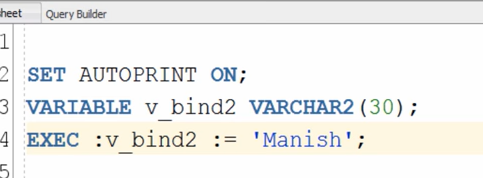 heet Query Builder
1
2 SET AUTOPRINT ON;
3 VARIABLE v_bind2 VARCHAR2(30);
4 EXEC :v_bind2 := 'Manish';
5